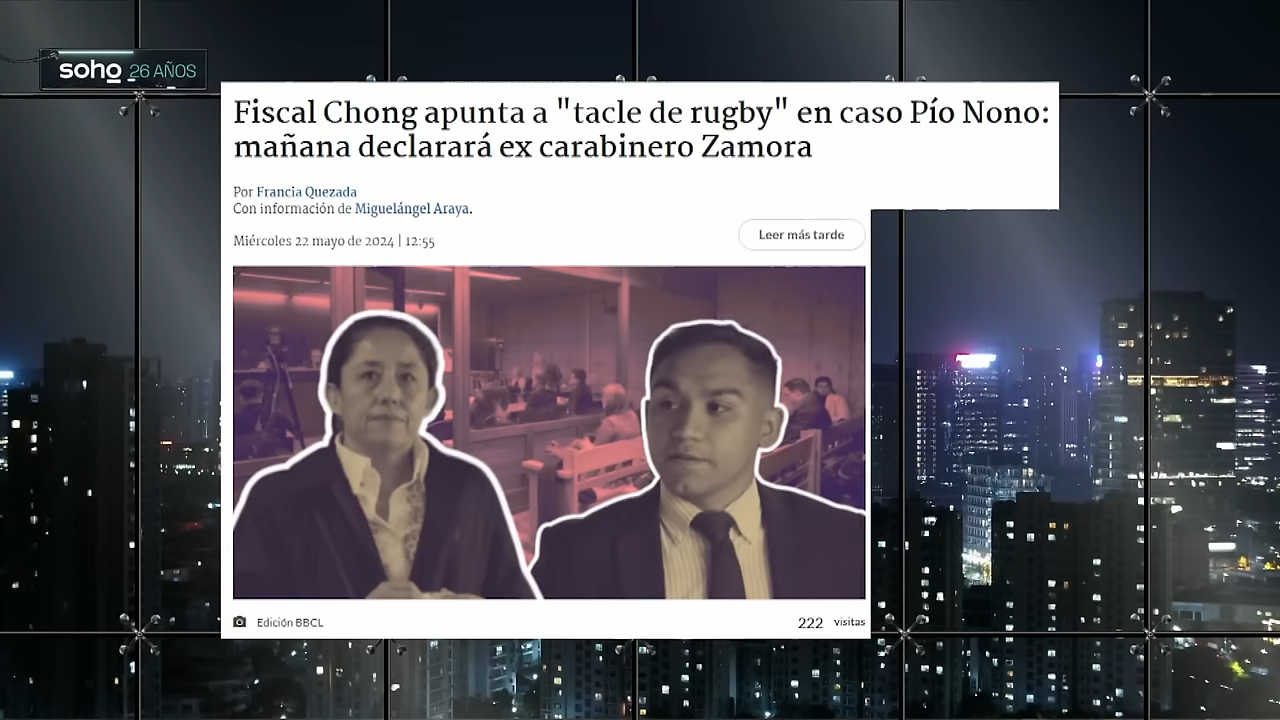 soho 26 AÑOS
Fiscal Chong apunta a "tacle de rugby" en caso Pío Nono:
mañana declarará ex carabinero Zamora
Por Francia Quezada
Con información de Miguelángel Araya.
Miércoles 22 mayo de 2024 | 12:55
Leer más tarde
Edición BBCL
222 visitas